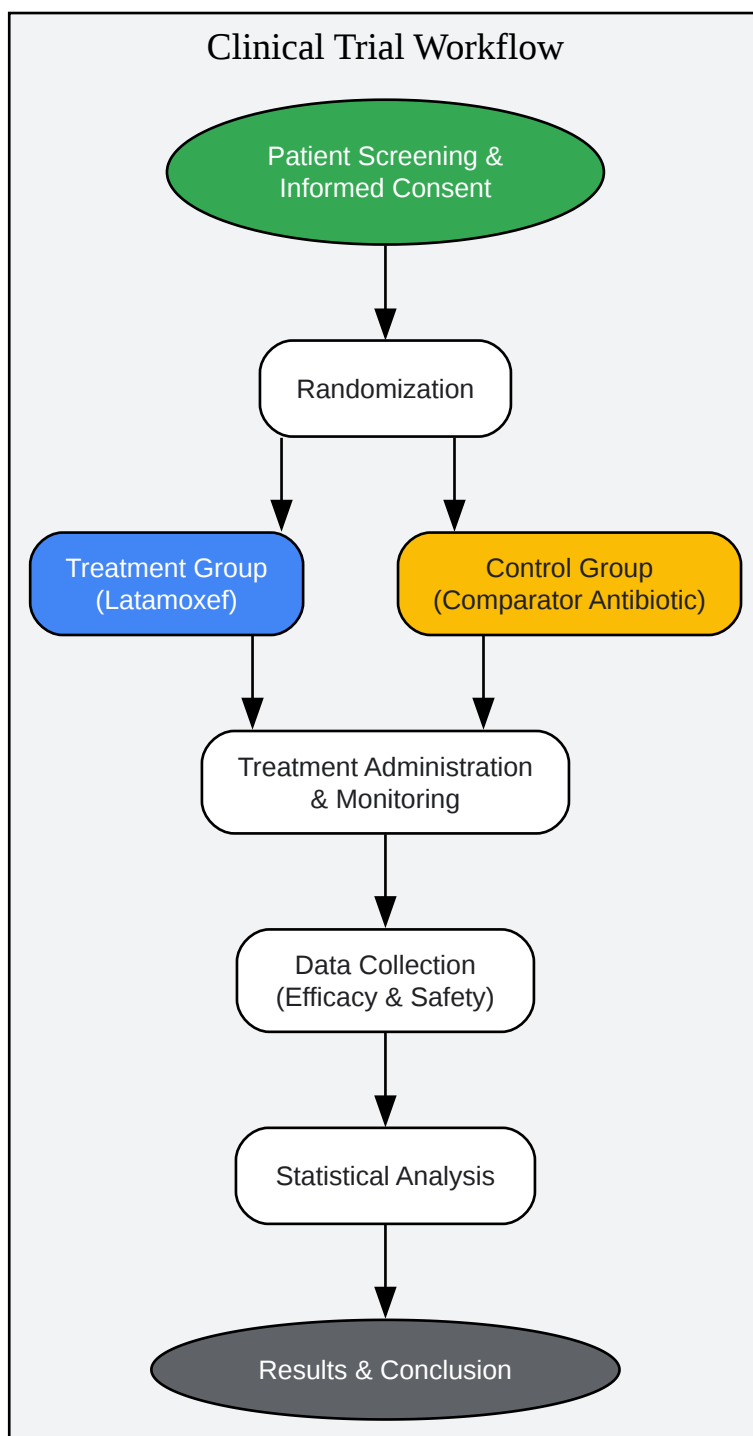 Clinical Trial Workflow
Patient Screening &
Informed Consent
Randomization
Treatment Group
(Latamoxef)
Control Group
(Comparator Antibiotic)
Treatment Administration
& Monitoring
Data Collection
(Efficacy & Safety)
Statistical Analysis
Results & Conclusion